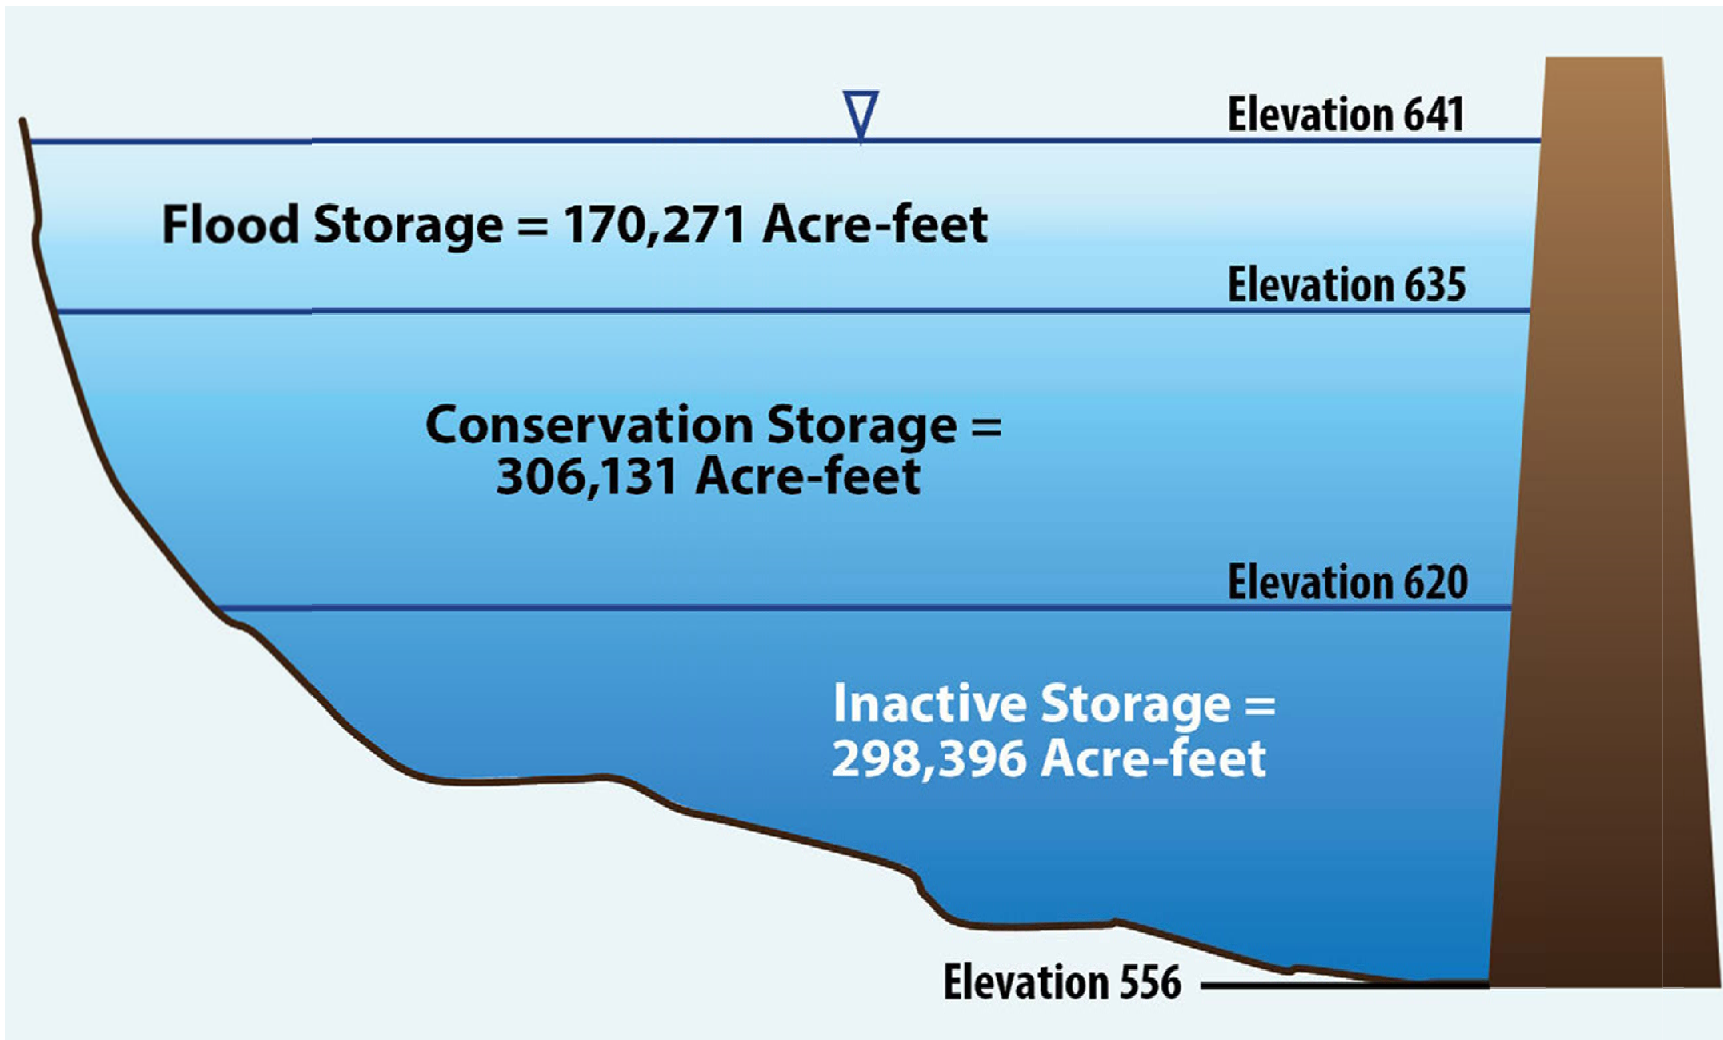 Elevation 641
Flood Storage = 170,271 Acre-feet
Elevation 635
Conservation Storage =
306,131 Acre-feet
Elevation 620
Inactive Storage =
298,396 Acre-feet
Elevation 556